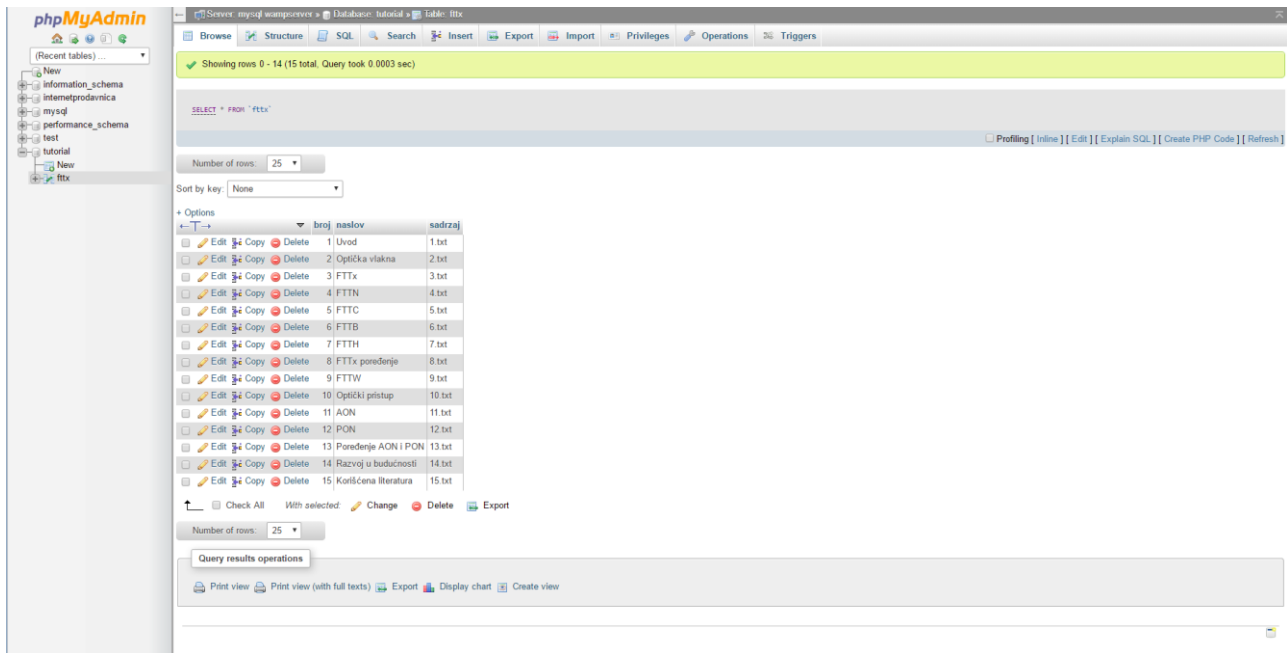 phpMyAdmin
(Recent tables) ...
New
information_schema
internetprodavnica
mysql
performance_schema
test
tutorial
New
fttx
Server: mysql wampserver » Database: tutorial » Table: fttx
Browse Structure SQL Search Insert Export Import Privileges Operations Triggers
Showing rows 0 - 14 (15 total, Query took 0.0003 sec)
SELECT * FROM `fttx`
Profiling [ Inline ] [ Edit ] [ Explain SQL ] [ Create PHP Code ] [ Refresh ]
Number of rows: 25
Sort by key: None
+ Options
←T→ broj naslov sadrzaj
Edit Copy Delete 1 Uvod 1.txt
Edit Copy Delete 2 Optička vlakna 2.txt
Edit Copy Delete 3 FTTx 3.txt
Edit Copy Delete 4 FTTN 4.txt
Edit Copy Delete 5 FTTC 5.txt
Edit Copy Delete 6 FTTB 6.txt
Edit Copy Delete 7 FTTH 7.txt
Edit Copy Delete 8 FTTx poređenje 8.txt
Edit Copy Delete 9 FTTW 9.txt
Edit Copy Delete 10 Optički pristup 10.txt
Edit Copy Delete 11 AON 11.txt
Edit Copy Delete 12 PON 12.txt
Edit Copy Delete 13 Poređenje AON i PON 13.txt
Edit Copy Delete 14 Razvoj u budućnosti 14.txt
Edit Copy Delete 15 Korišćena literatura 15.txt
Check All With selected: Change Delete Export
Number of rows: 25
Query results operations
Print view Print view (with full texts) Export Display chart Create view